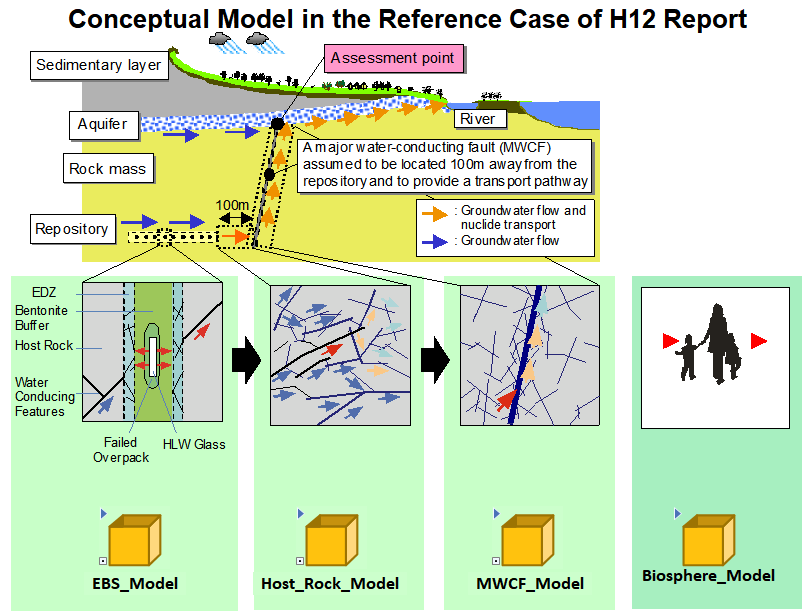 Conceptual Model in the Reference Case of H12 Report
Sedimentary layer
Assessment point
Aquifer
River
A major water-conducting fault (MWCF)
assumed to be located 100m away from the
repository and to provide a transport pathway
Rock mass
100m
: Groundwater flow and
nuclide transport
: Groundwater flow
Repository
EDZ
Bentonite
Buffer
Host Rock
Water
Conducing
Features
Failed
Overpack
HLW Glass
EBS_Model
Host_Rock_Model
MWCF_Model
Biosphere_Model